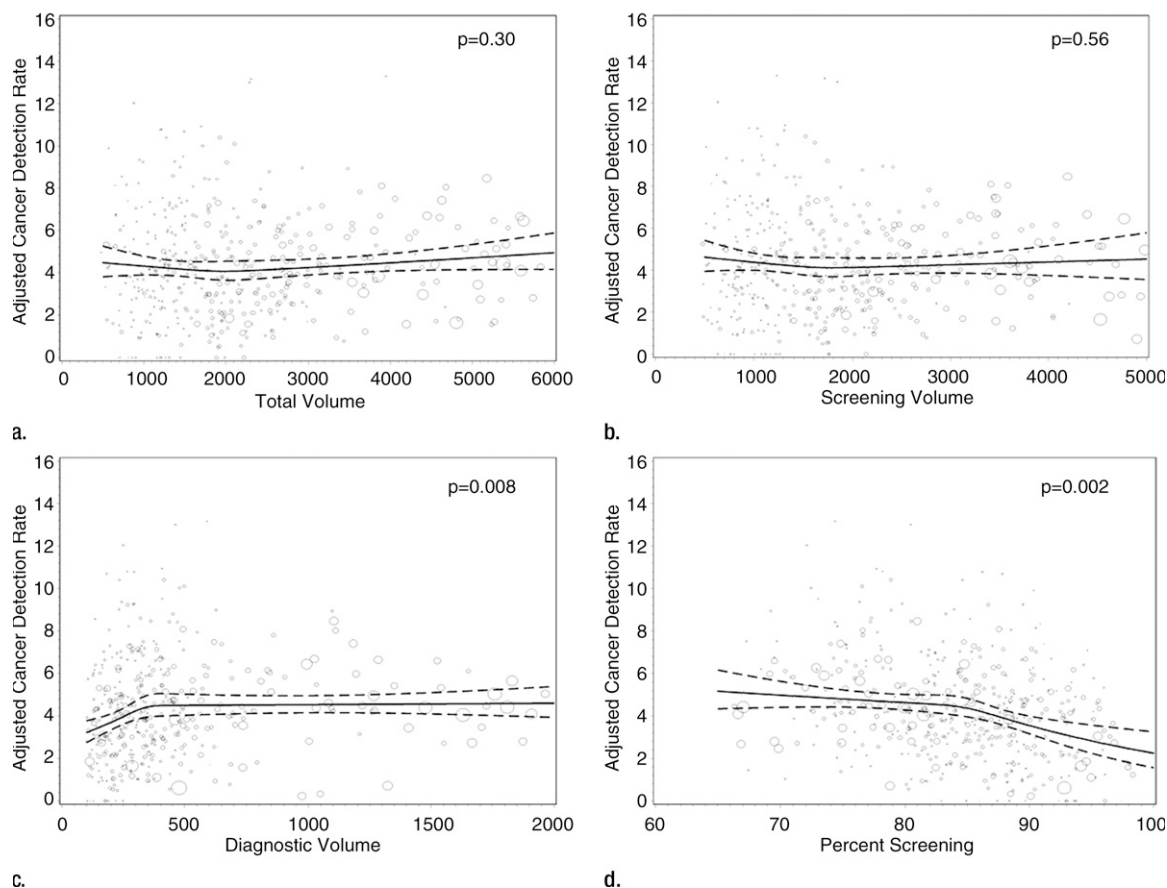 16
14
12
10
8
6
4
2
0
Adjusted Cancer Detection Rate
p=0.30
0 1000 2000 3000 4000 5000 6000
Total Volume
a.
16
14
12
10
8
6
4
2
0
Adjusted Cancer Detection Rate
p=0.56
0 1000 2000 3000 4000 5000
Screening Volume
b.
16
14
12
10
8
6
4
2
0
Adjusted Cancer Detection Rate
p=0.008
0 500 1000 1500 2000
Diagnostic Volume
c.
16
14
12
10
8
6
4
2
0
Adjusted Cancer Detection Rate
p=0.002
60 70 80 90 100
Percent Screening
d.